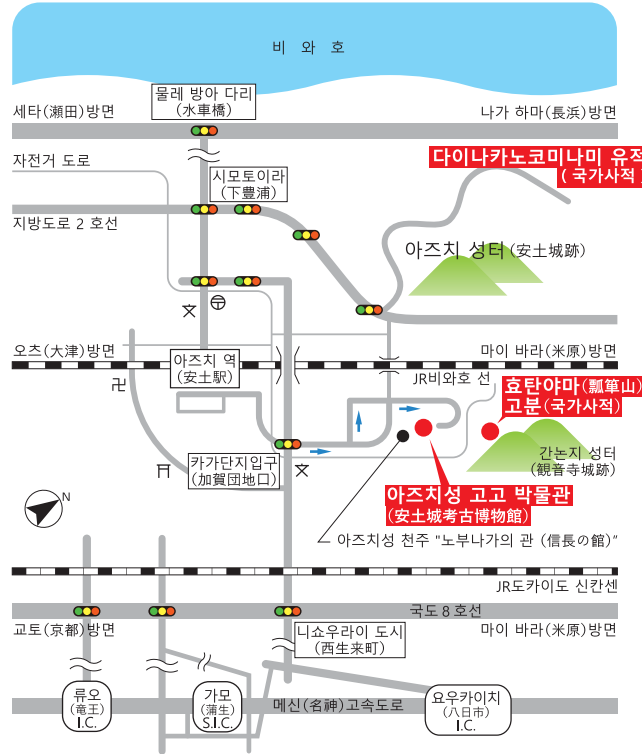 비 와 호
물레 방아 다리
(水車橋)
세타(瀬田)방면
나가 하마(長浜)방면
자전거 도로
다이나카노코미나미 유적
( 국가사적 )
시모토이라
(下豊浦)
지방도로 2 호선
아즈치 성터 (安土城跡)
文
오츠(大津)방면
아즈치 역
(安土駅)
마이 바라(米原)방면
JR비와호 선
卍
효탄야마(瓢箪山)
고분(국가사적)
카가단지입구
(加賀団地口)
文
간논지 성터
(観音寺城跡)
아즈치성 고고 박물관
(安土城考古博物館)
N
아즈치성 천주 "노부나가의 관 (信長の館)"
JR도카이도 신칸센
국도 8 호선
교토(京都)방면
니쇼우라이 도시
(西生来町)
마이 바라(米原)방면
류오
(竜王)
I.C.
가모
(蒲生)
S.I.C.
메신(名神)고속도로
요우카이치
(八日市)
I.C.